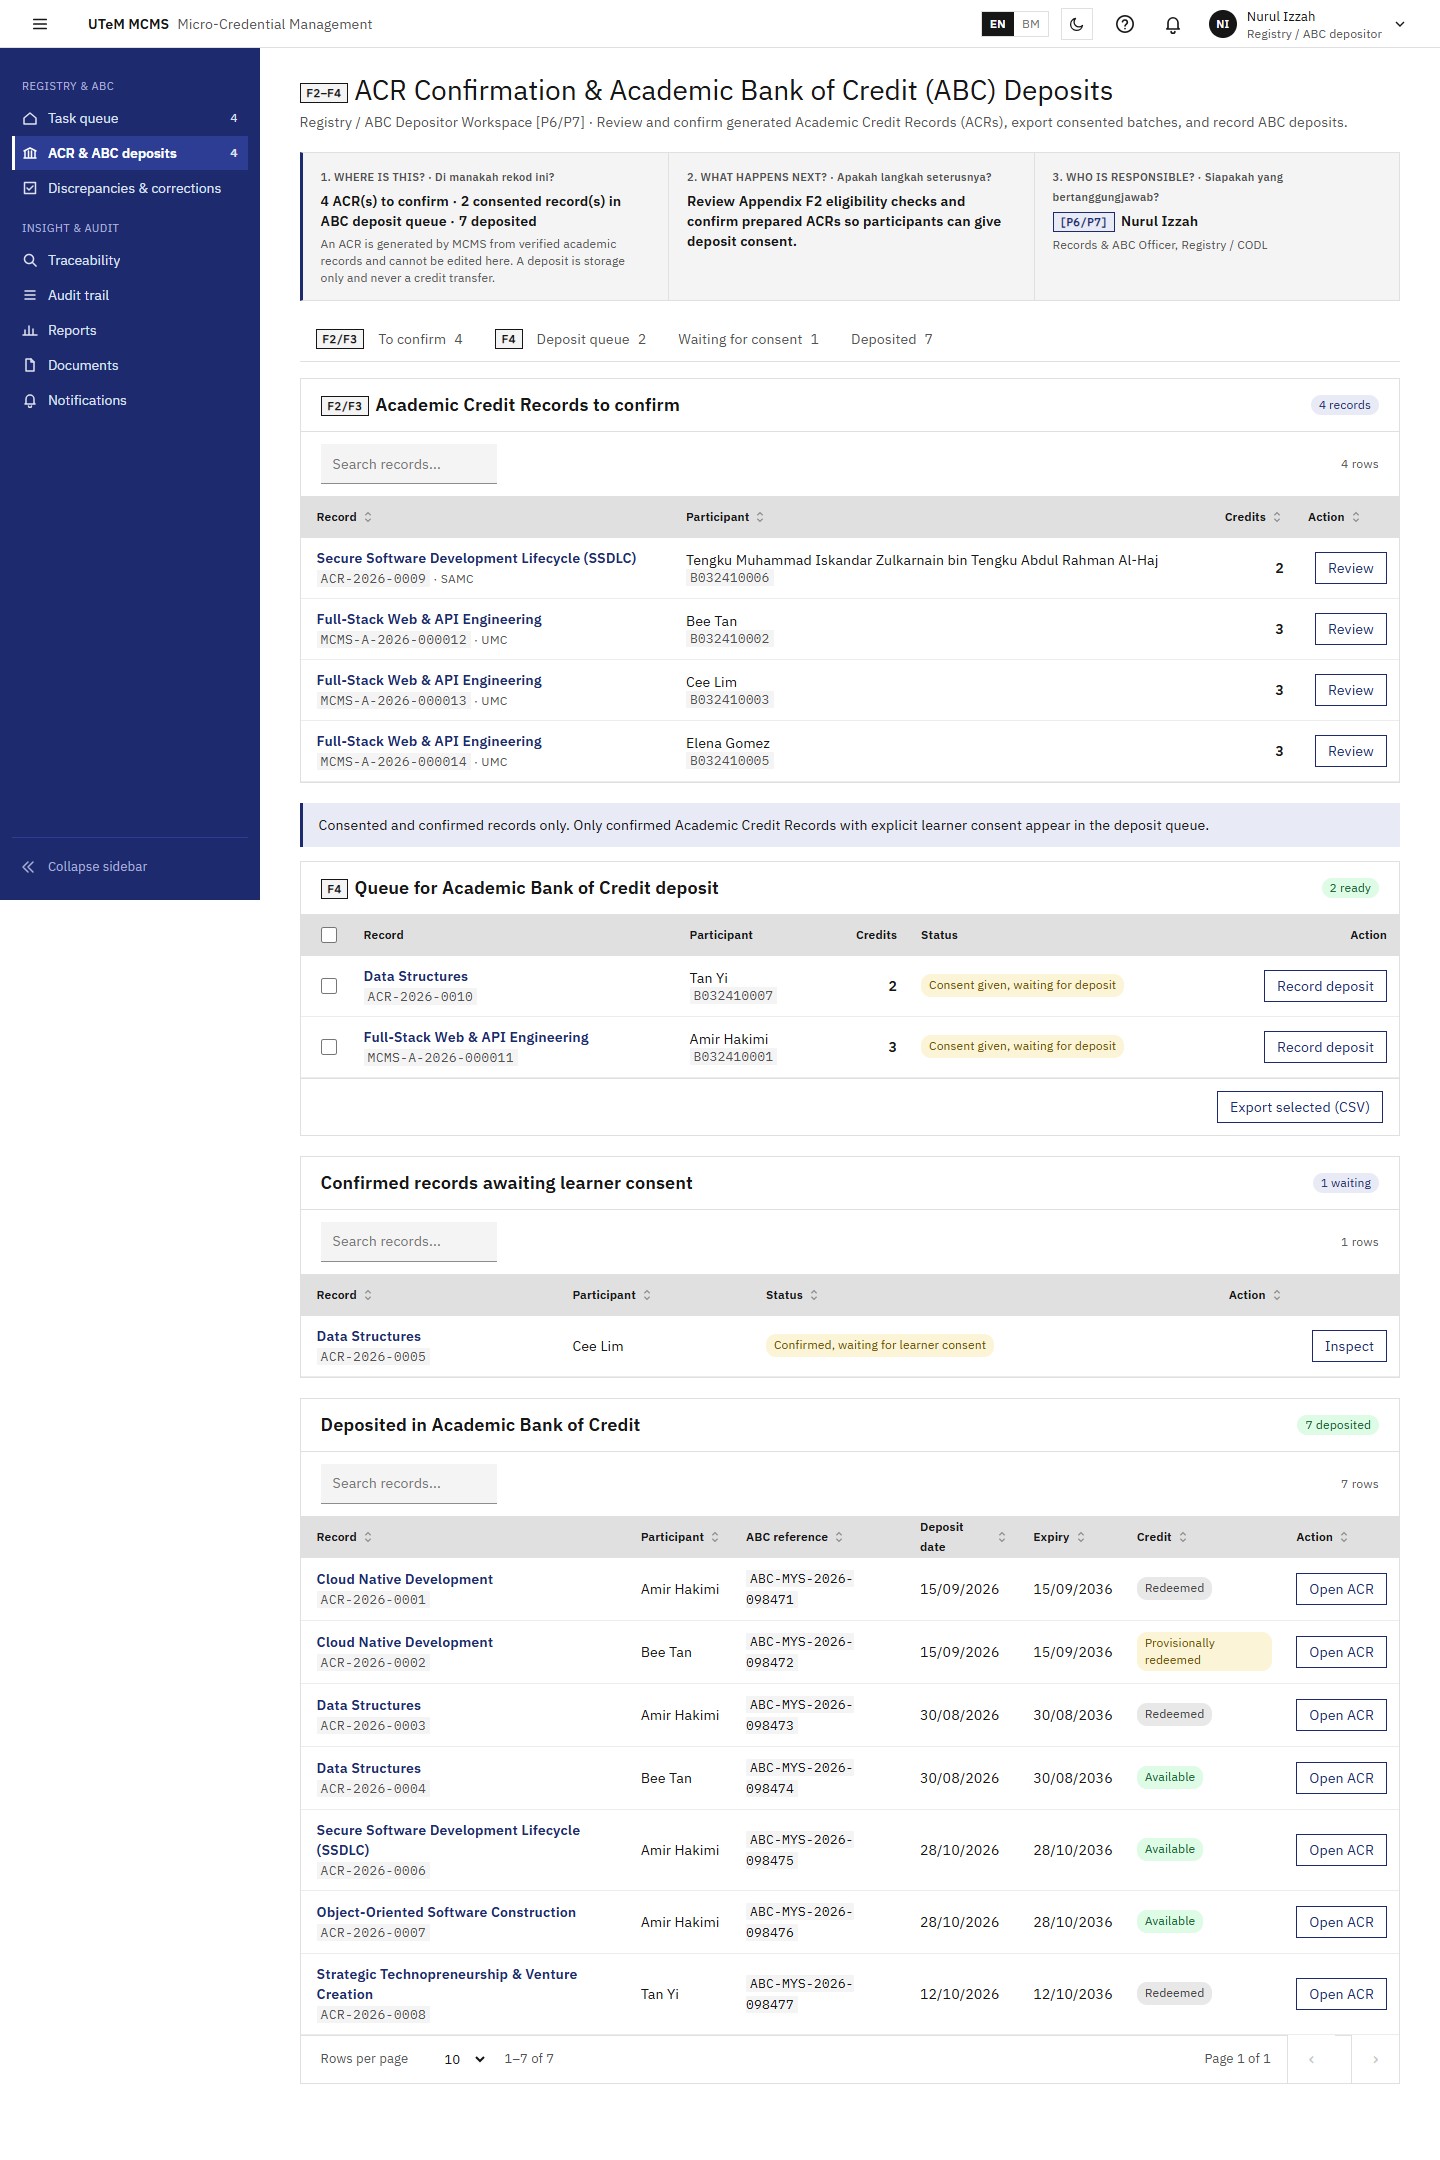 UTeM MCMS Micro-Credential Management
EN BM
NI
Nurul Izzah
Registry / ABC depositor
REGISTRY & ABC
Task queue 4
ACR & ABC deposits 4
Discrepancies & corrections
INSIGHT & AUDIT
Traceability
Audit trail
Reports
Documents
Notifications
Collapse sidebar
F2–F4 ACR Confirmation & Academic Bank of Credit (ABC) Deposits
Registry / ABC Depositor Workspace [P6/P7] · Review and confirm generated Academic Credit Records (ACRs), export consented batches, and record ABC deposits.
1. WHERE IS THIS? · Di manakah rekod ini?
4 ACR(s) to confirm · 2 consented record(s) in
ABC deposit queue · 7 deposited
An ACR is generated by MCMS from verified academic
records and cannot be edited here. A deposit is storage
only and never a credit transfer.
2. WHAT HAPPENS NEXT? · Apakah langkah seterusnya?
Review Appendix F2 eligibility checks and
confirm prepared ACRs so participants can give
deposit consent.
3. WHO IS RESPONSIBLE? · Siapakah yang
bertanggungjawab?
[P6/P7] Nurul Izzah
Records & ABC Officer, Registry / CODL
F2/F3 To confirm 4 F4 Deposit queue 2 Waiting for consent 1 Deposited 7
F2/F3 Academic Credit Records to confirm 4 records
Search records... 4 rows
Record Participant Credits Action
Secure Software Development Lifecycle (SSDLC)
ACR-2026-0009 · SAMC
Tengku Muhammad Iskandar Zulkarnain bin Tengku Abdul Rahman Al-Haj
B032410006
2 Review
Full-Stack Web & API Engineering
MCMS-A-2026-000012 · UMC
Bee Tan
B032410002
3 Review
Full-Stack Web & API Engineering
MCMS-A-2026-000013 · UMC
Cee Lim
B032410003
3 Review
Full-Stack Web & API Engineering
MCMS-A-2026-000014 · UMC
Elena Gomez
B032410005
3 Review
Consented and confirmed records only. Only confirmed Academic Credit Records with explicit learner consent appear in the deposit queue.
F4 Queue for Academic Bank of Credit deposit 2 ready
Record Participant Credits Status Action
Data Structures
ACR-2026-0010
Tan Yi
B032410007
2 Consent given, waiting for deposit Record deposit
Full-Stack Web & API Engineering
MCMS-A-2026-000011
Amir Hakimi
B032410001
3 Consent given, waiting for deposit Record deposit
Export selected (CSV)
Confirmed records awaiting learner consent 1 waiting
Search records... 1 rows
Record Participant Status Action
Data Structures
ACR-2026-0005
Cee Lim Confirmed, waiting for learner consent Inspect
Deposited in Academic Bank of Credit 7 deposited
Search records... 7 rows
Record Participant ABC reference Deposit date Expiry Credit Action
Cloud Native Development
ACR-2026-0001
Amir Hakimi
ABC-MYS-2026-
098471
15/09/2026 15/09/2036 Redeemed Open ACR
Cloud Native Development
ACR-2026-0002
Bee Tan
ABC-MYS-2026-
098472
15/09/2026 15/09/2036 Provisionally redeemed Open ACR
Data Structures
ACR-2026-0003
Amir Hakimi
ABC-MYS-2026-
098473
30/08/2026 30/08/2036 Redeemed Open ACR
Data Structures
ACR-2026-0004
Bee Tan
ABC-MYS-2026-
098474
30/08/2026 30/08/2036 Available Open ACR
Secure Software Development Lifecycle
(SSDLC)
ACR-2026-0006
Amir Hakimi
ABC-MYS-2026-
098475
28/10/2026 28/10/2036 Available Open ACR
Object-Oriented Software Construction
ACR-2026-0007
Amir Hakimi
ABC-MYS-2026-
098476
28/10/2026 28/10/2036 Available Open ACR
Strategic Technopreneurship & Venture
Creation
ACR-2026-0008
Tan Yi
ABC-MYS-2026-
098477
12/10/2026 12/10/2036 Redeemed Open ACR
Rows per page 10 1–7 of 7 Page 1 of 1